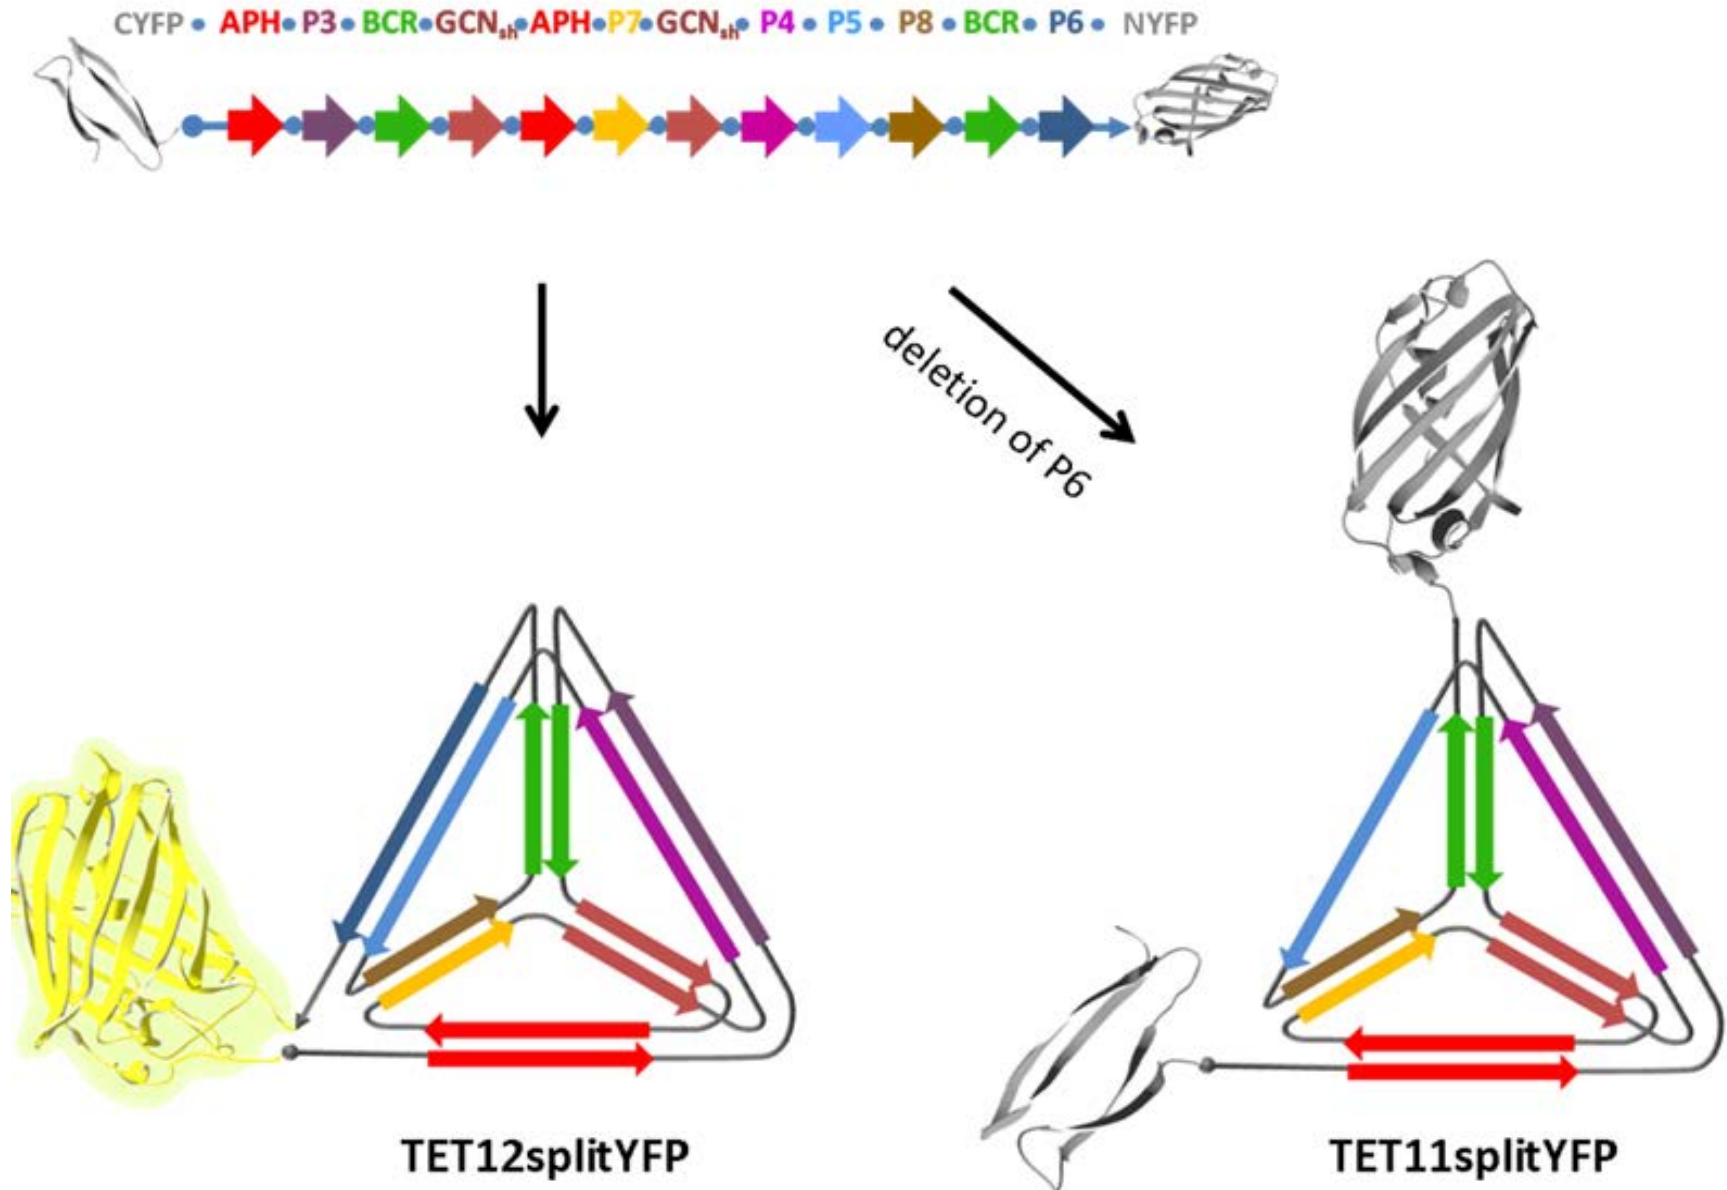 CYFP • APH • P3 • BCR • GCNsh • APH • P7 • GCNsh • P4 • P5 • P8 • BCR • P6 • NYFP
deletion of P6
TET12splitYFP
TET11splitYFP